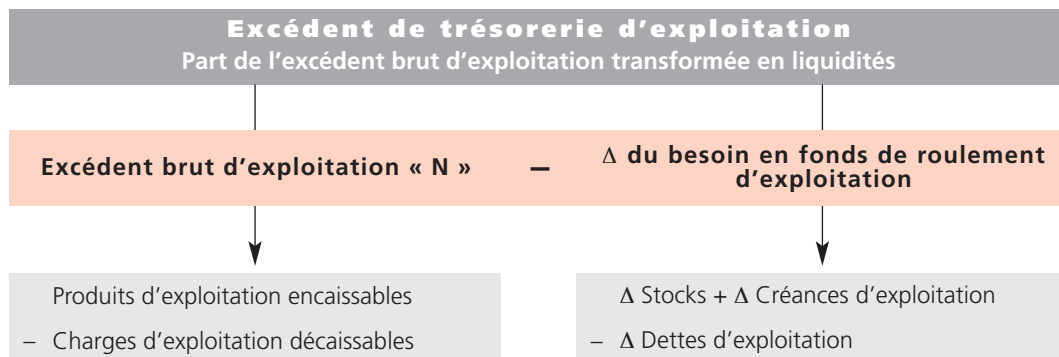 Excédent de trésorerie d'exploitation
Part de l'excédent brut d'exploitation transformée en liquidités
Excédent brut d'exploitation « N » – Δ du besoin en fonds de roulement
d'exploitation
Produits d'exploitation encaissables
– Charges d'exploitation décaissables
Δ Stocks + Δ Créances d'exploitation
– Δ Dettes d'exploitation